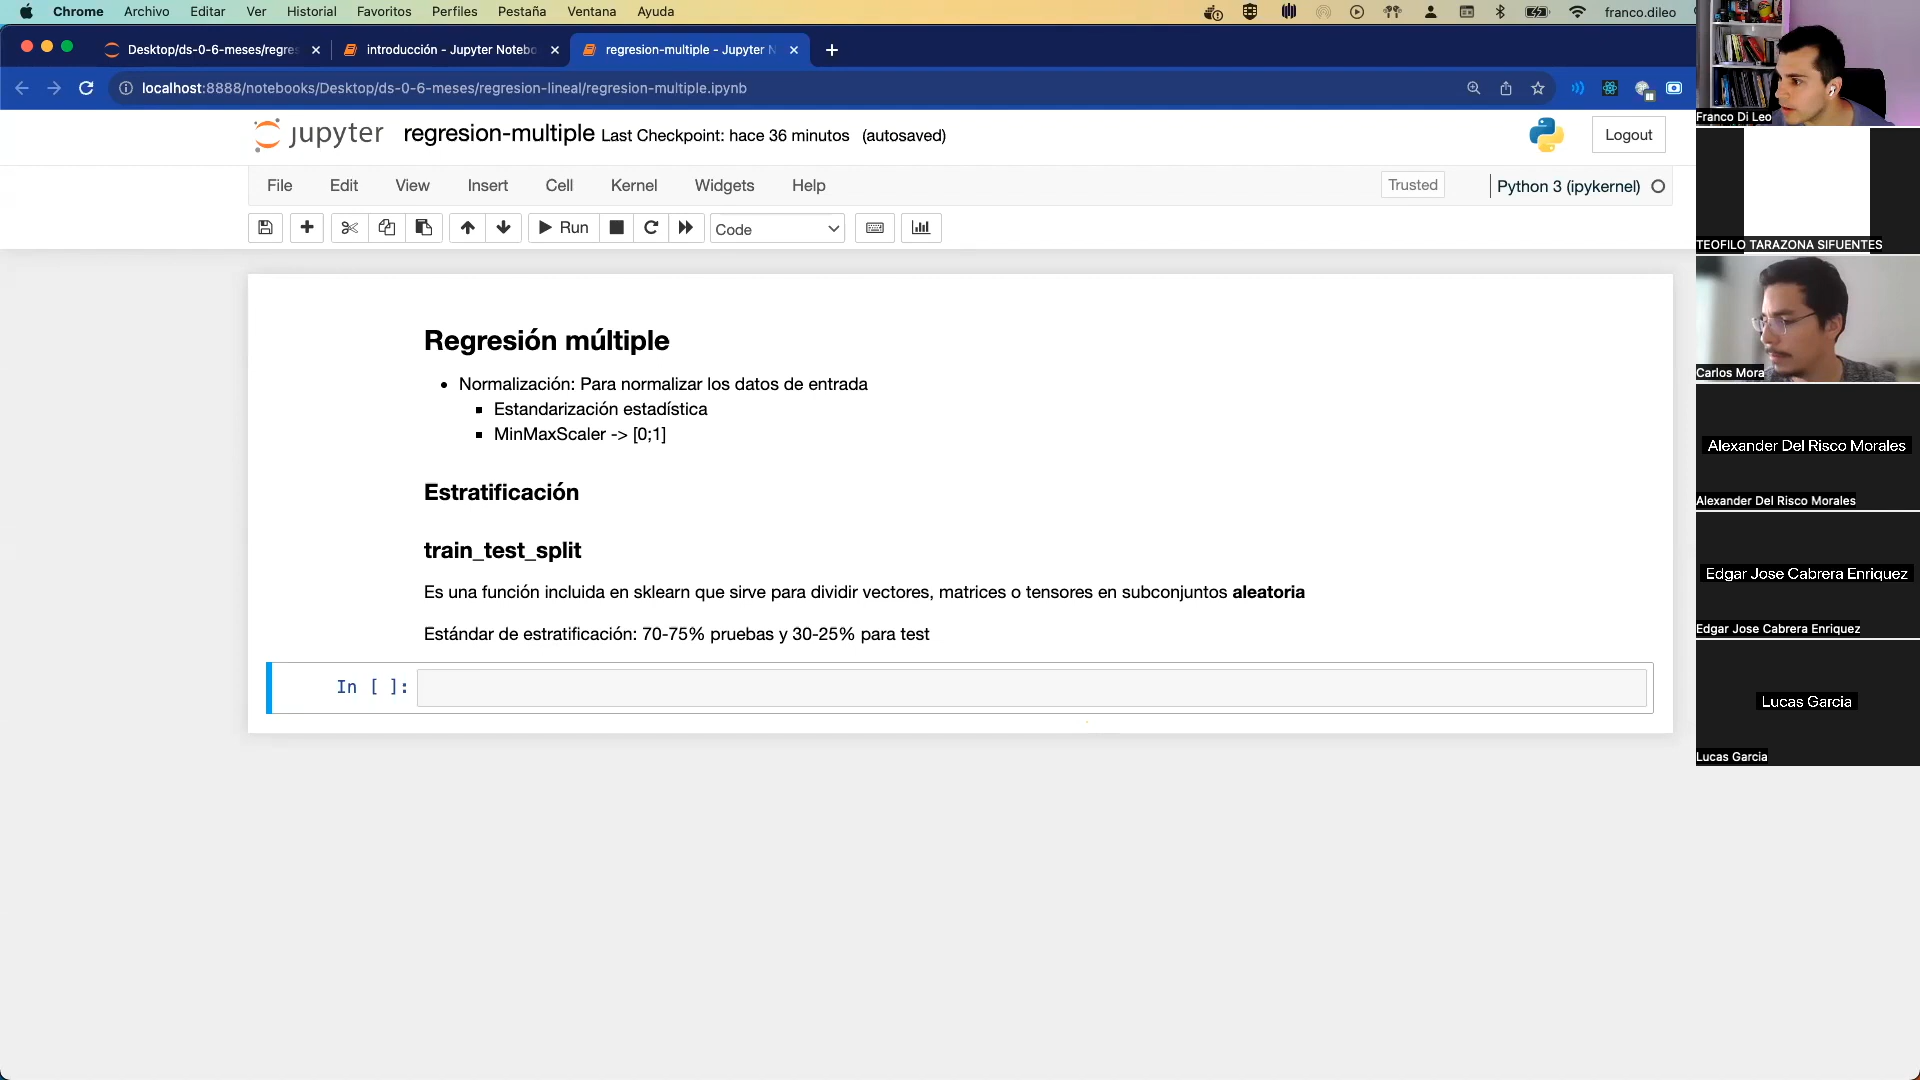 Chrome Archivo Editar Ver Historial Favoritos Perfiles Pestaña Ventana Ayuda franco.dileo
Desktop/ds-0-6-meses/regres introducción - Jupyter Notebo regresion-multiple - Jupyter N
localhost:8888/notebooks/Desktop/ds-0-6-meses/regresion-lineal/regresion-multiple.ipynb
jupyter regresion-multiple Last Checkpoint: hace 36 minutos (autosaved) Logout
File Edit View Insert Cell Kernel Widgets Help Trusted Python 3 (ipykernel)
Run Code
Regresión múltiple
Normalización: Para normalizar los datos de entrada
Estandarización estadística
MinMaxScaler -> [0;1]
Estratificación
train_test_split
Es una función incluida en sklearn que sirve para dividir vectores, matrices o tensores en subconjuntos aleatoria
Estándar de estratificación: 70-75% pruebas y 30-25% para test
In [ ]:
Franco Di Leo
TEOFILO TARAZONA SIFUENTES
Carlos Mora
Alexander Del Risco Morales
Alexander Del Risco Morales
Edgar Jose Cabrera Enriquez
Edgar Jose Cabrera Enriquez
Lucas Garcia
Lucas Garcia